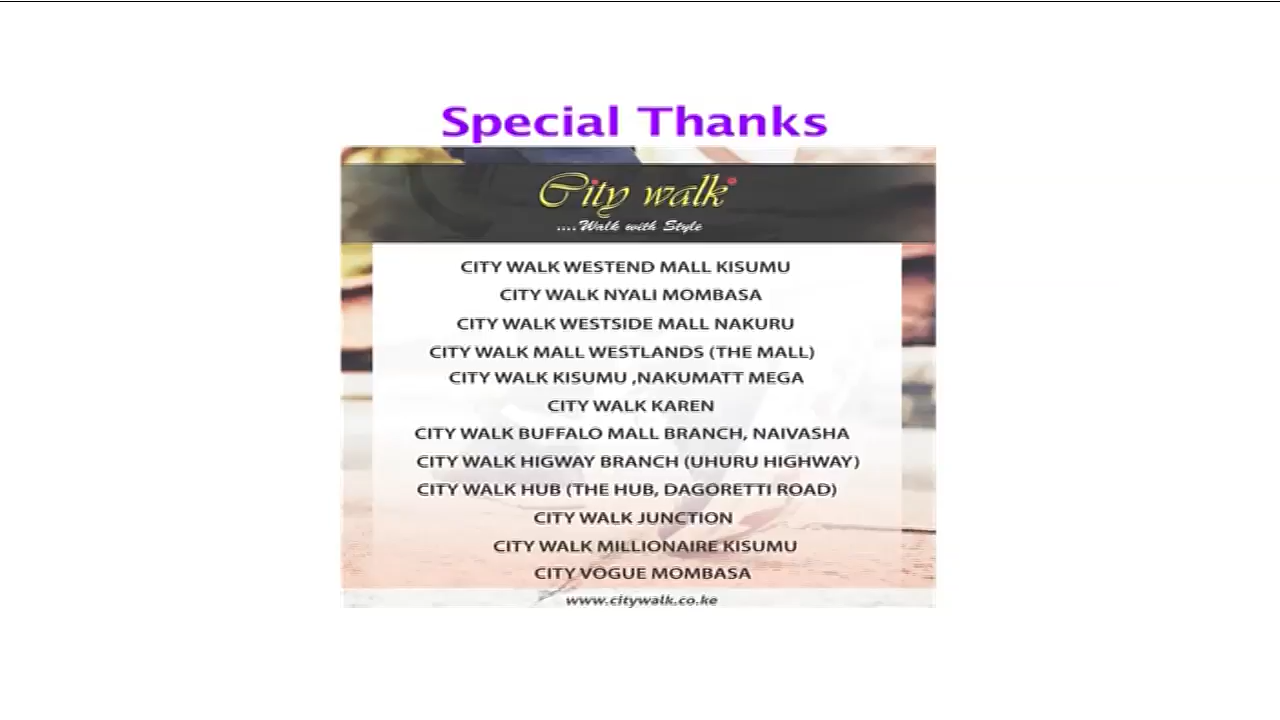 Special Thanks
City walk
....Walk with Style
CITY WALK WESTEND MALL KISUMU
CITY WALK NYALI MOMBASA
CITY WALK WESTSIDE MALL NAKURU
CITY WALK MALL WESTLANDS (THE MALL)
CITY WALK KISUMU ,NAKUMATT MEGA
CITY WALK KAREN
CITY WALK BUFFALO MALL BRANCH, NAIVASHA
CITY WALK HIGWAY BRANCH (UHURU HIGHWAY)
CITY WALK HUB (THE HUB, DAGORETTI ROAD)
CITY WALK JUNCTION
CITY WALK MILLIONAIRE KISUMU
CITY VOGUE MOMBASA
www.citywalk.co.ke